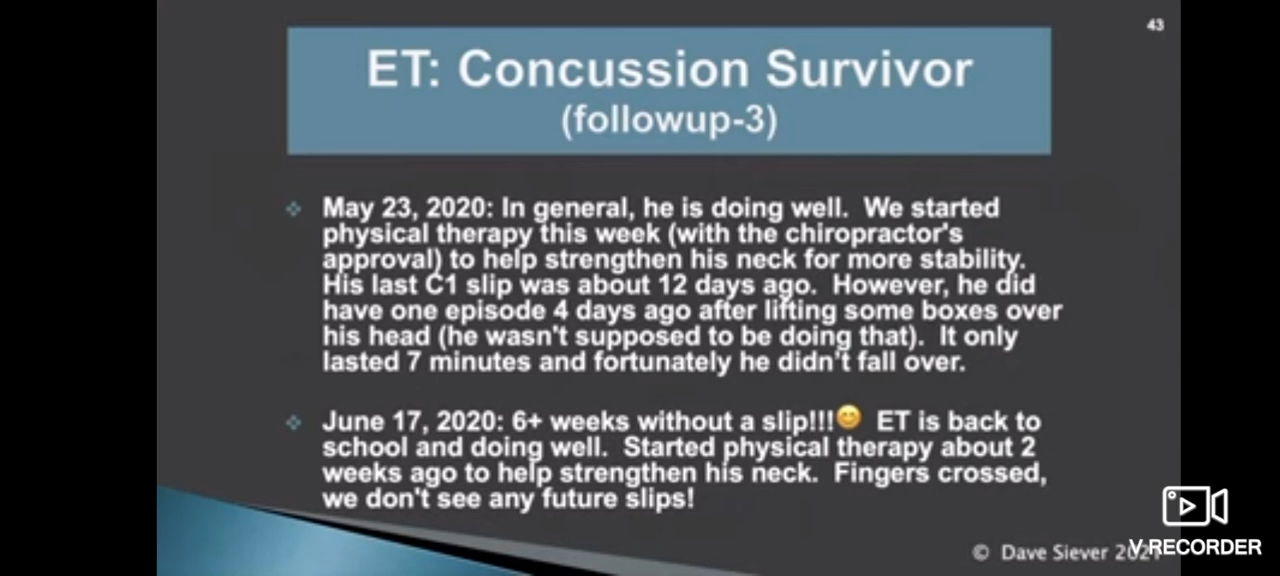 43
ET: Concussion Survivor
(followup-3)
May 23, 2020: In general, he is doing well. We started
physical therapy this week (with the chiropractor's
approval) to help strengthen his neck for more stability.
His last C1 slip was about 12 days ago. However, he did
have one episode 4 days ago after lifting some boxes over
his head (he wasn't supposed to be doing that). It only
lasted 7 minutes and fortunately he didn't fall over.
June 17, 2020: 6+ weeks without a slip!!!😊 ET is back to
school and doing well. Started physical therapy about 2
weeks ago to help strengthen his neck. Fingers crossed,
we don't see any future slips!
© Dave Siever
V RECORDER